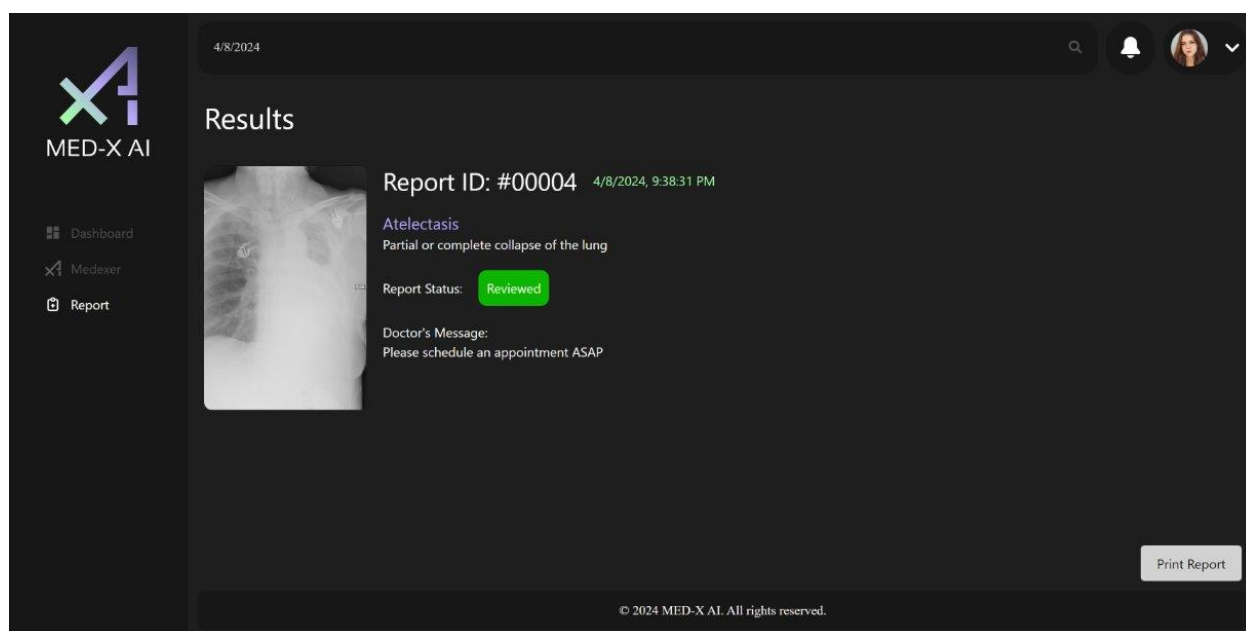 4/8/2024
MED-X AI
Dashboard
Medexer
Report
Results
Report ID: #00004 4/8/2024, 9:38:31 PM
Atelectasis
Partial or complete collapse of the lung
Report Status: Reviewed
Doctor's Message:
Please schedule an appointment ASAP
Print Report
© 2024 MED-X AI. All rights reserved.